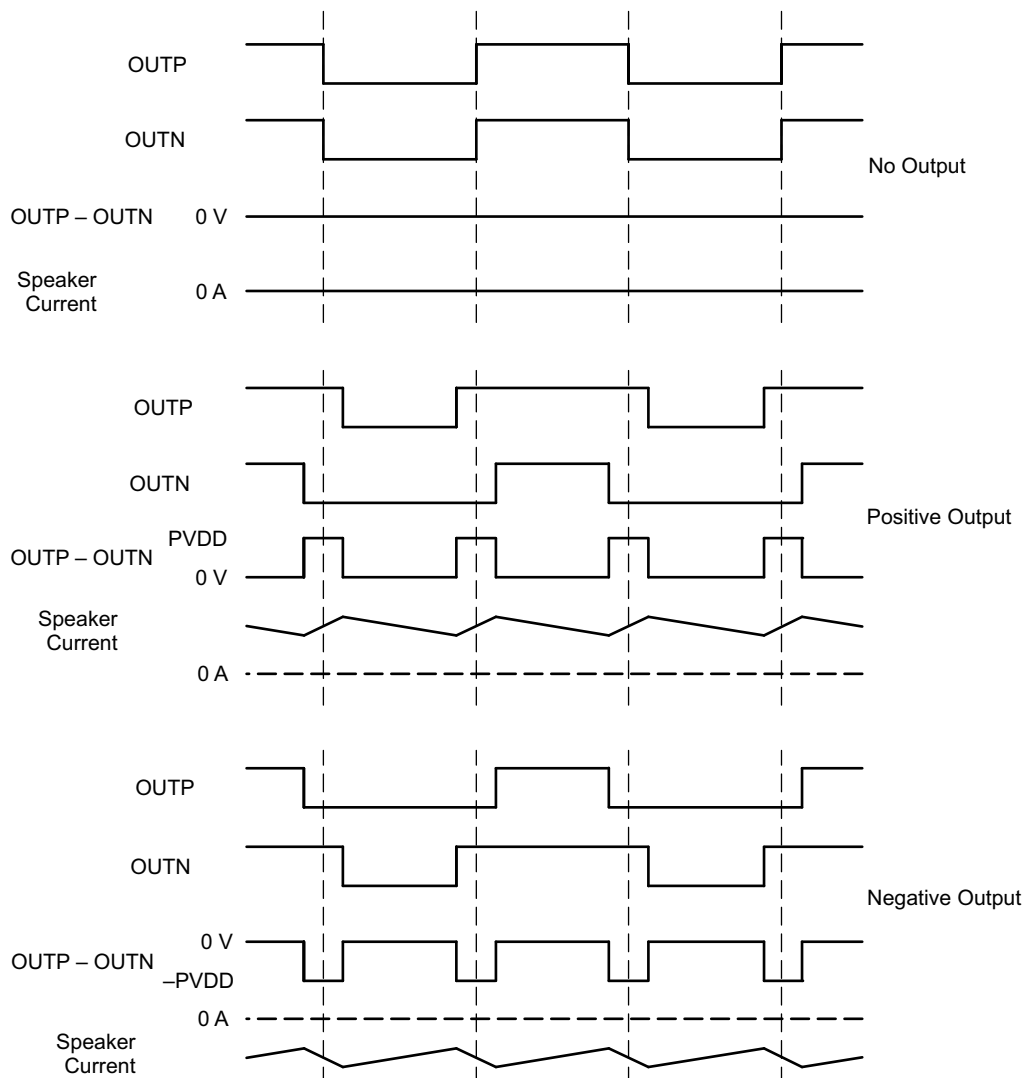 OUTP
OUTN
No Output
OUTP – OUTN 0 V
Speaker
Current
0 A
OUTP
OUTN
Positive Output
PVDD
OUTP – OUTN
0 V
Speaker
Current
0 A
OUTP
OUTN
Negative Output
0 V
OUTP – OUTN
–PVDD
0 A
Speaker
Current